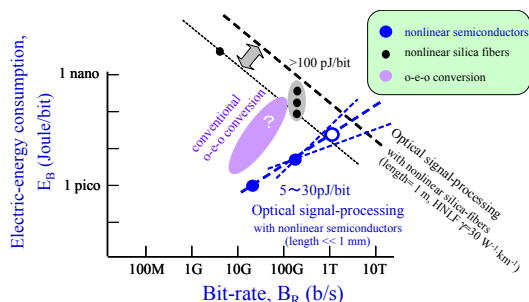 nonlinear semiconductors
nonlinear silica fibers
o-e-o conversion
Electric-energy consumption,
E_B (Joule/bit)
1 nano
1 pico
>100 pJ/bit
conventional
o-e-o conversion
?
5～30pJ/bit
Optical signal-processing
with nonlinear semiconductors
(length << 1 mm)
Optical signal-processing
with nonlinear silica-fibers
(length= 1 m, HNLF γ=30 W⁻¹km⁻¹)
100M 1G 10G 100G 1T 10T
Bit-rate, B_R (b/s)